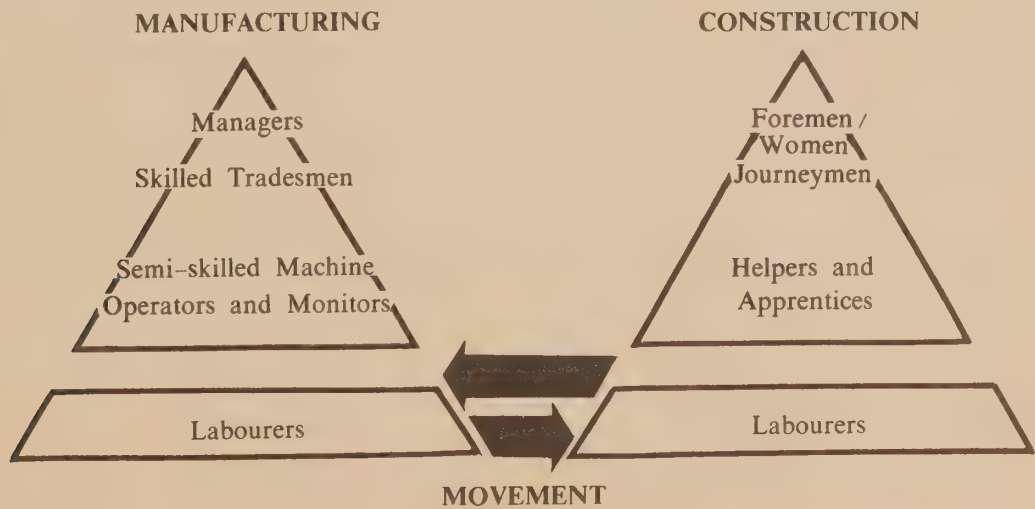 MANUFACTURING
Managers
Skilled Tradesmen
Semi-skilled Machine
Operators and Monitors
Labourers
CONSTRUCTION
Foremen /
Women
Journeymen
Helpers and
Apprentices
Labourers
MOVEMENT